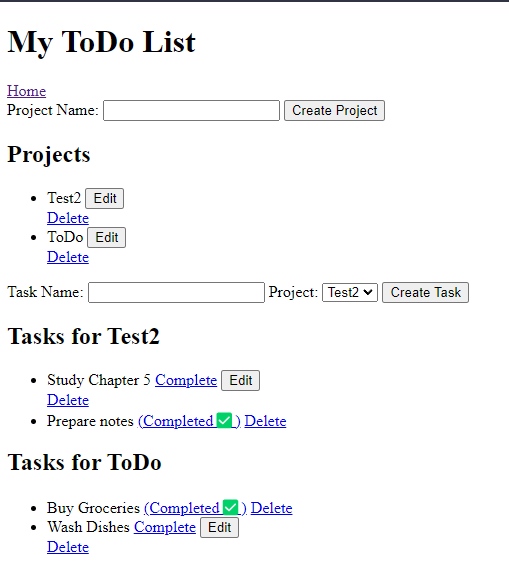 My ToDo List
Home
Project Name: Create Project
Projects
Test2 Edit
Delete
ToDo Edit
Delete
Task Name: Project: Test2 Create Task
Tasks for Test2
Study Chapter 5 Complete Edit
Delete
Prepare notes (Completed✅) Delete
Tasks for ToDo
Buy Groceries (Completed✅) Delete
Wash Dishes Complete Edit
Delete